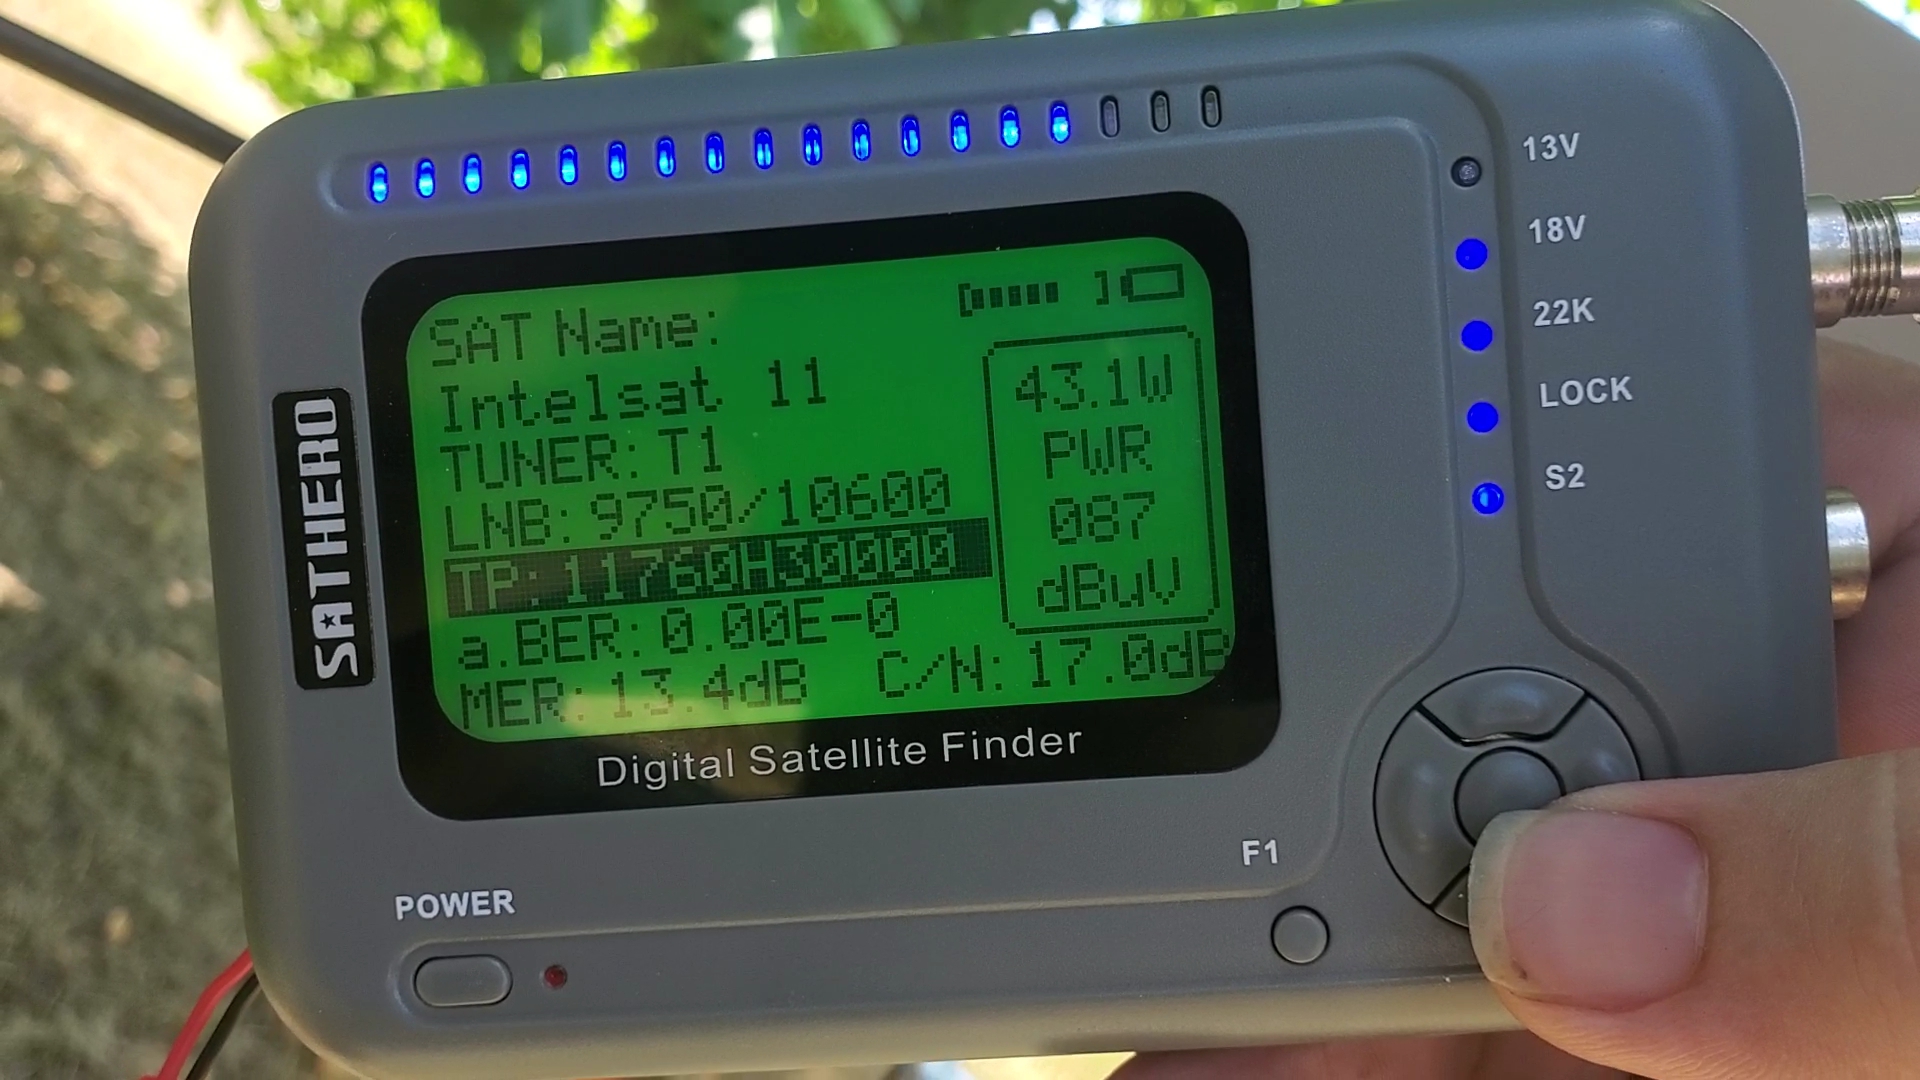 13V
18V
22K
LOCK
S2
SATHERO
SAT Name:
Intelsat 11
TUNER: T1
LNB: 9750/10600
TP: 11760H30000
a.BER: 0.00E-0
MER: 13.4dB C/N: 17.0dB
43.1W
PWR
087
dBuV
Digital Satellite Finder
POWER
F1